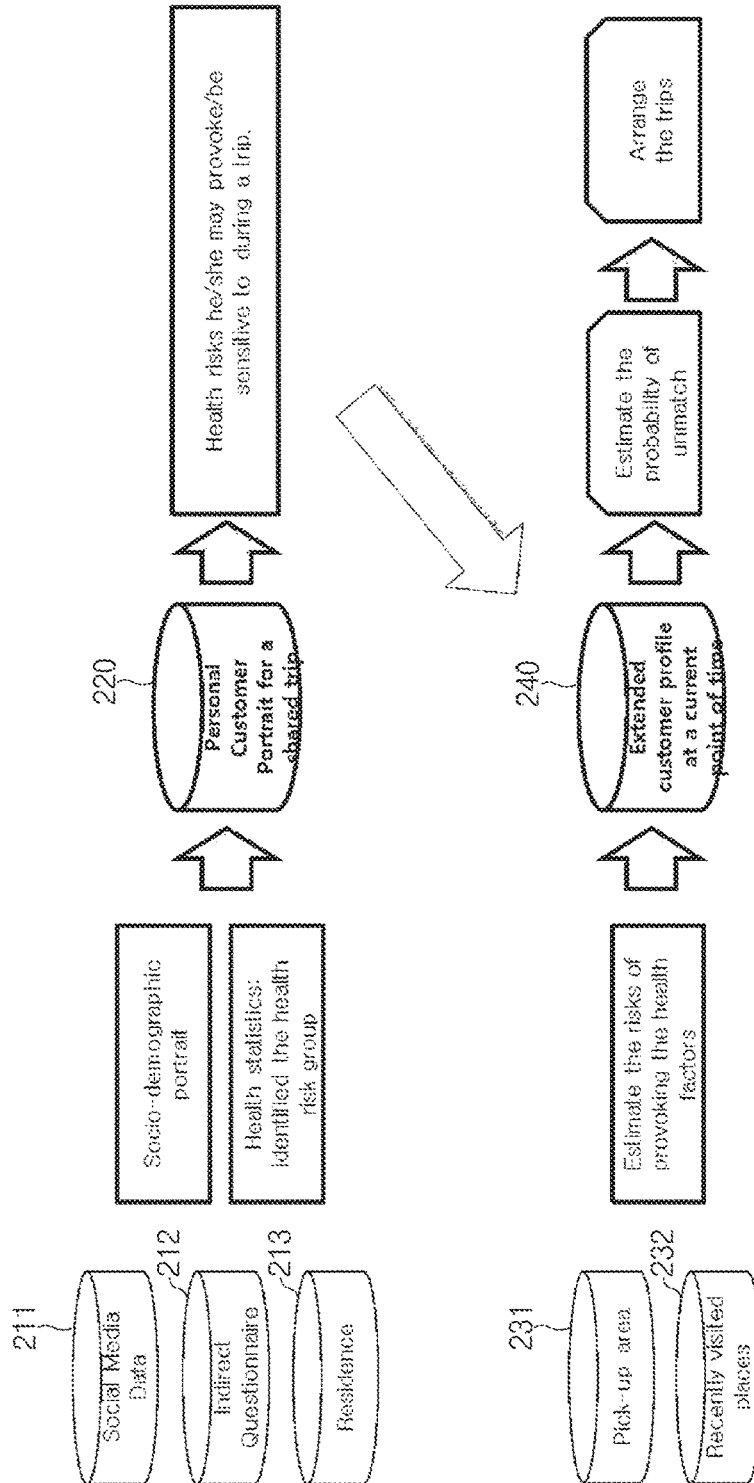 211
Social Media
Data
212
Indirect
Questionnaire
213
Residence
Socio-demographic
portrait
Health statistics:
identified the health
risk group
220
Personal
Customer
Portrait for a
shared trip
Health risks he/she may provoke/be
sensitive to during a trip.
231
Pick-up area
232
Recently visited
places
Estimate the risks of
provoking the health
factors
240
Extended
customer profile
at a current
point of time
Estimate the
probability of
unmatch
Arrange
the trips